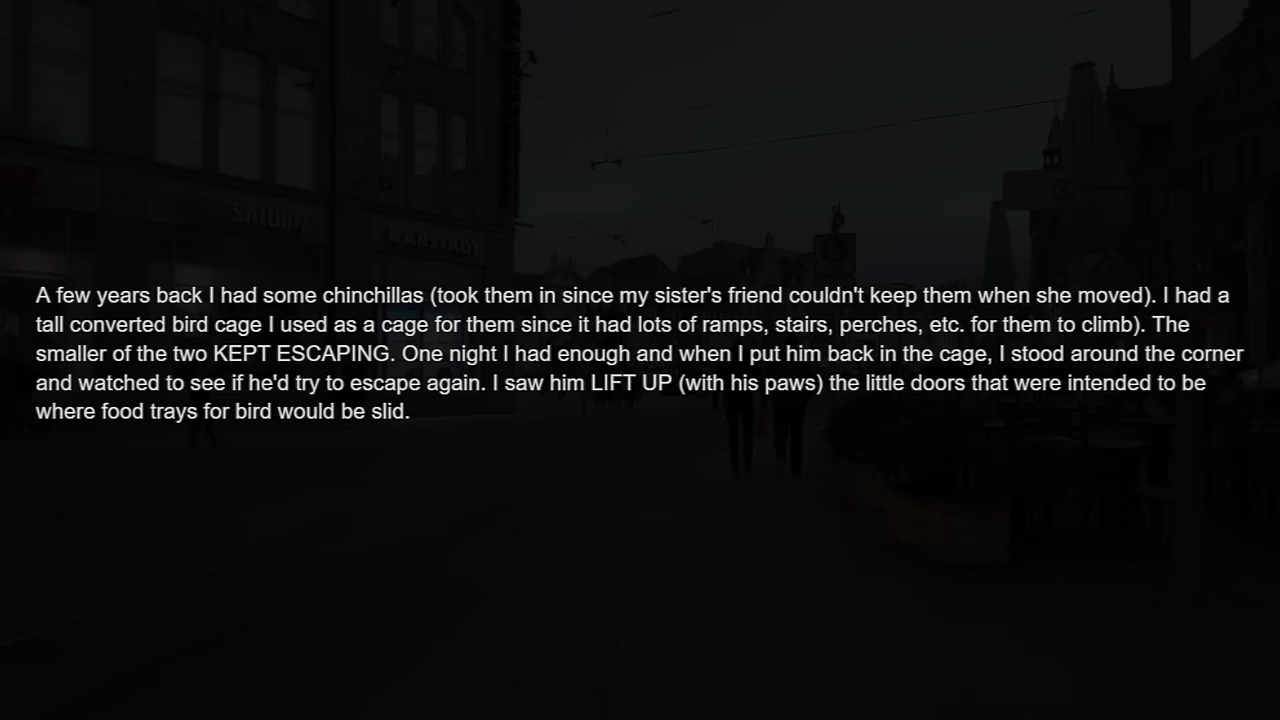 SATURN
KARSTADT
A few years back I had some chinchillas (took them in since my sister's friend couldn't keep them when she moved). I had a
tall converted bird cage I used as a cage for them since it had lots of ramps, stairs, perches, etc. for them to climb). The
smaller of the two KEPT ESCAPING. One night I had enough and when I put him back in the cage, I stood around the corner
and watched to see if he'd try to escape again. I saw him LIFT UP (with his paws) the little doors that were intended to be
where food trays for bird would be slid.